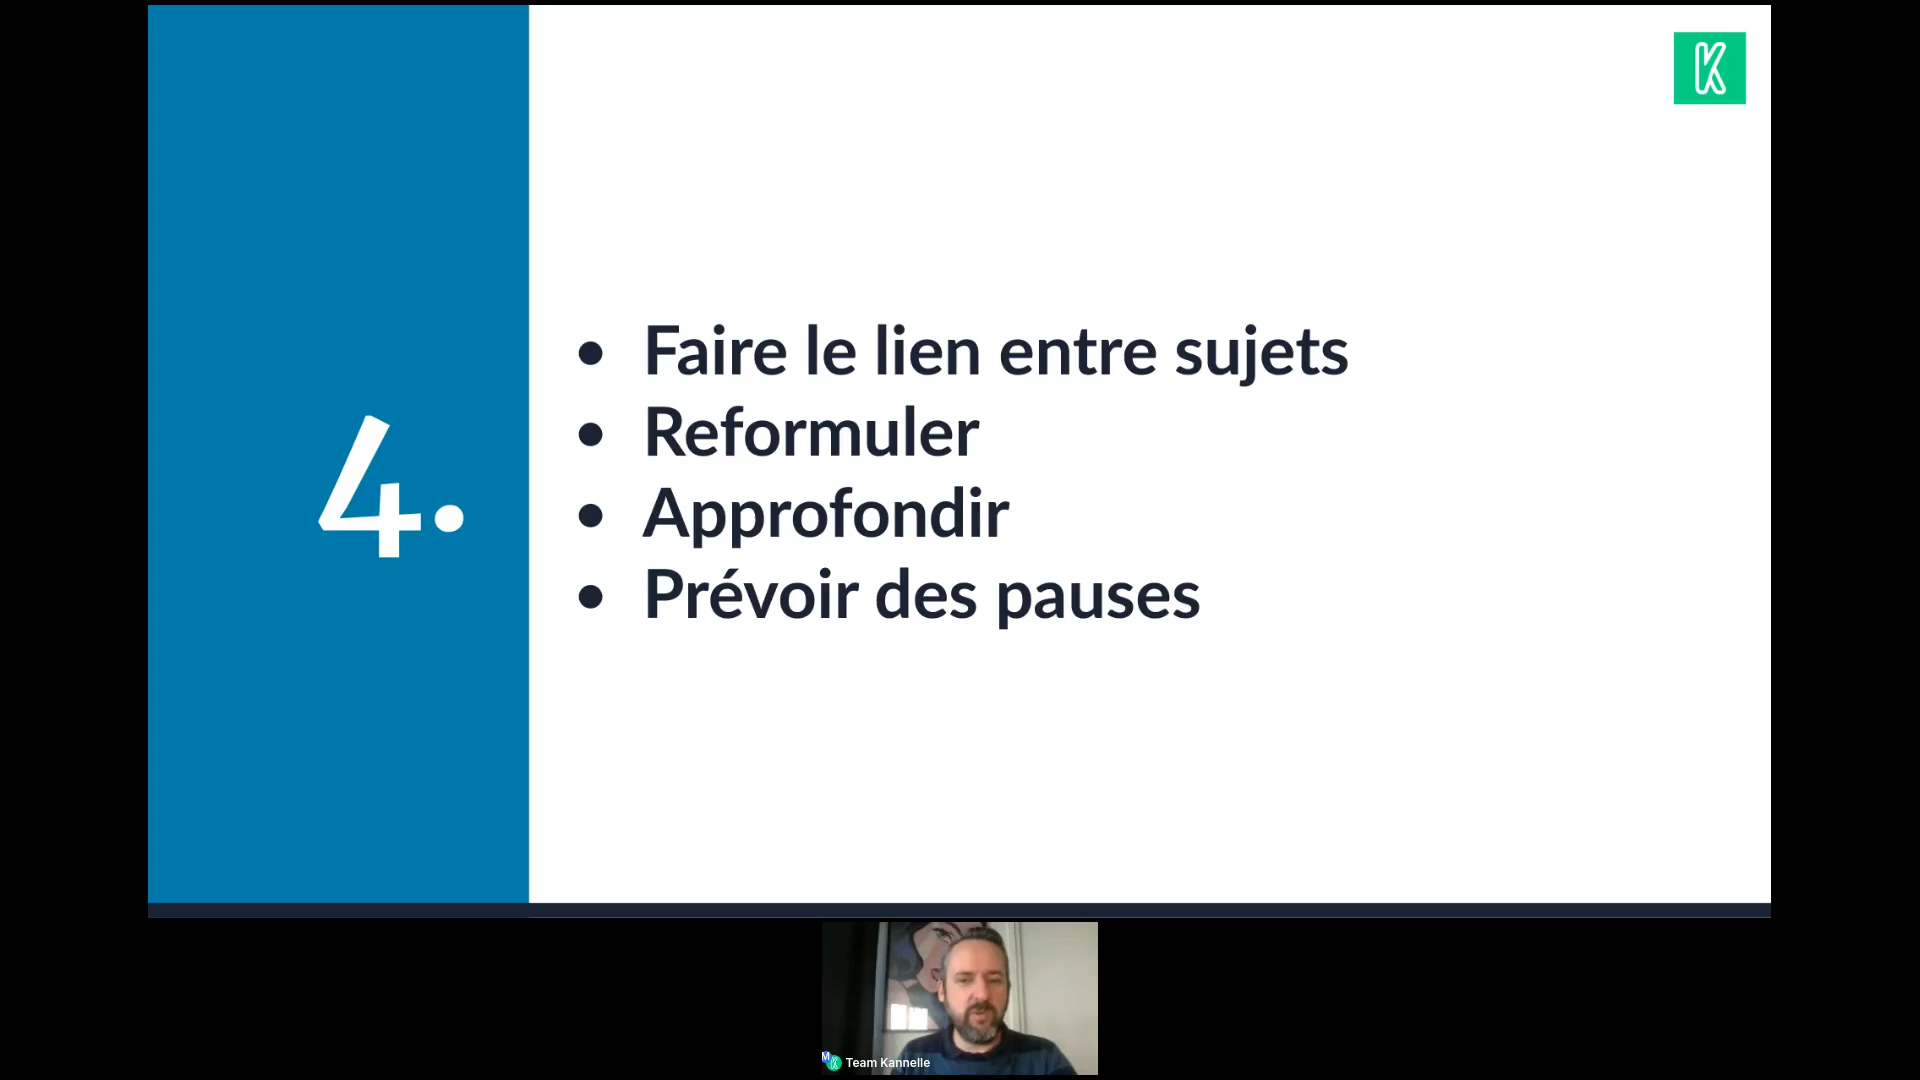 K
4.
• Faire le lien entre sujets
• Reformuler
• Approfondir
• Prévoir des pauses
M K Team Kannelle